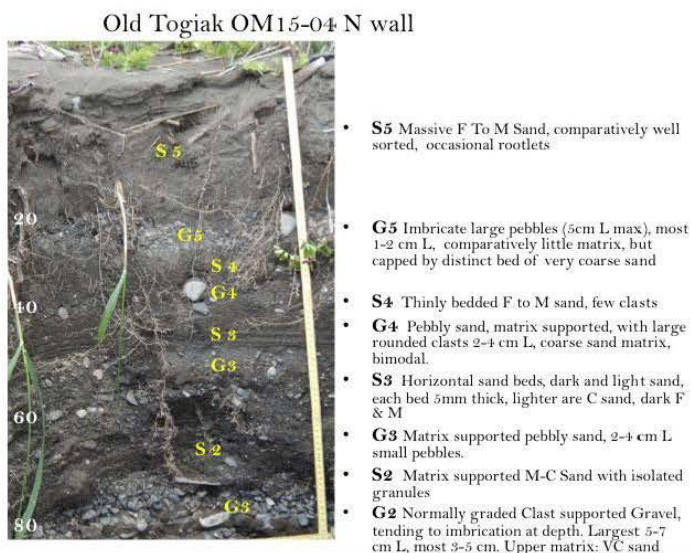 Old Togiak OM15-04 N wall
S 5
20
G5
S 4
G4
40
S 3
G3
60
S 2
G3
80
• S5 Massive F To M Sand, comparatively well
sorted, occasional rootlets
• G5 Imbricate large pebbles (5cm L max), most
1-2 cm L, comparatively little matrix, but
capped by distinct bed of very coarse sand
• S4 Thinly bedded F to M sand, few clasts
• G4 Pebbly sand, matrix supported, with large
rounded clasts 2-4 cm L, coarse sand matrix,
bimodal.
• S3 Horizontal sand beds, dark and light sand,
each bed 5mm thick, lighter are C sand, dark F
& M
• G3 Matrix supported pebbly sand, 2-4 cm L
small pebbles.
• S2 Matrix supported M-C Sand with isolated
granules
• G2 Normally graded Clast supported Gravel,
tending to imbrication at depth. Largest 5-7
cm L, most 3-5 cm. Upper matrix: VC sand